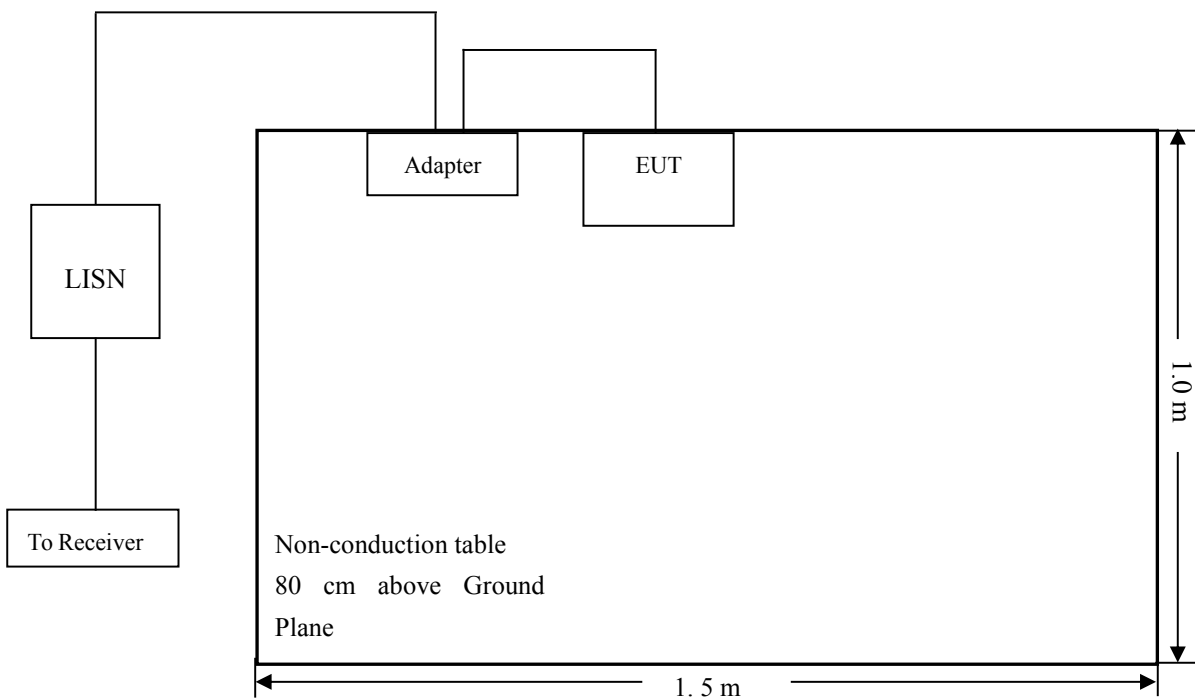 Adapter
EUT
LISN
1.0 m
To Receiver
Non-conduction table
80 cm above Ground
Plane
1. 5 m